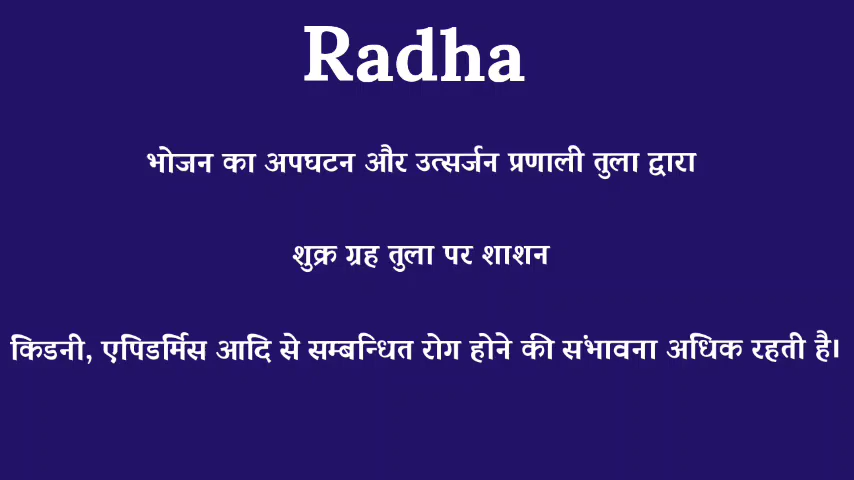 Radha
भोजन का अपघटन और उत्सर्जन प्रणाली तुला द्वारा
शुक्र ग्रह तुला पर शाशन
किडनी, एपिडर्मिस आदि से सम्बन्धित रोग होने की संभावना अधिक रहती है।